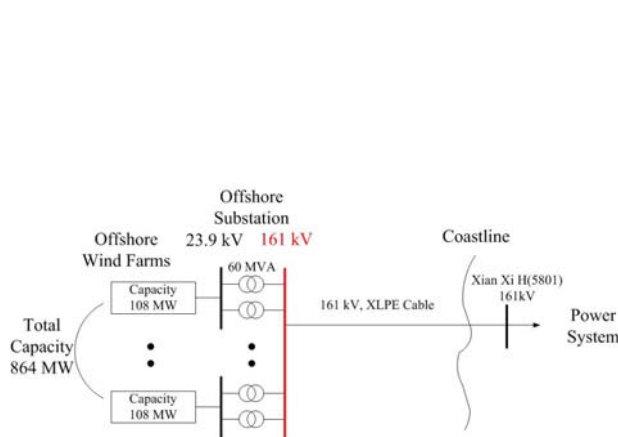 Offshore
Substation
23.9 kV 161 kV
Offshore
Wind Farms
60 MVA
Capacity
108 MW
Total
Capacity
864 MW
Capacity
108 MW
161 kV, XLPE Cable
Coastline
Xian Xi H(5801)
161kV
Power
System